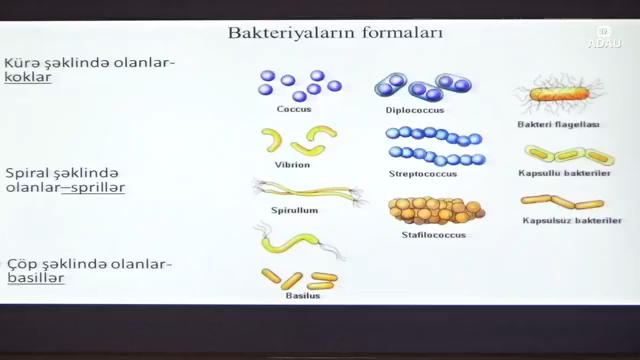 Bakteriyaların formaları
ADAU
Kürə şəklində olanlar-
koklar
Coccus
Diplococcus
Bakteri flagellası
Vibrion
Streptococcus
Kapsullu bakteriler
Spiral şəklində
olanlar–sprillər
Spirullum
Stafilococcus
Kapsülsüz bakteriler
Çöp şəklində olanlar-
basillər
Basilus